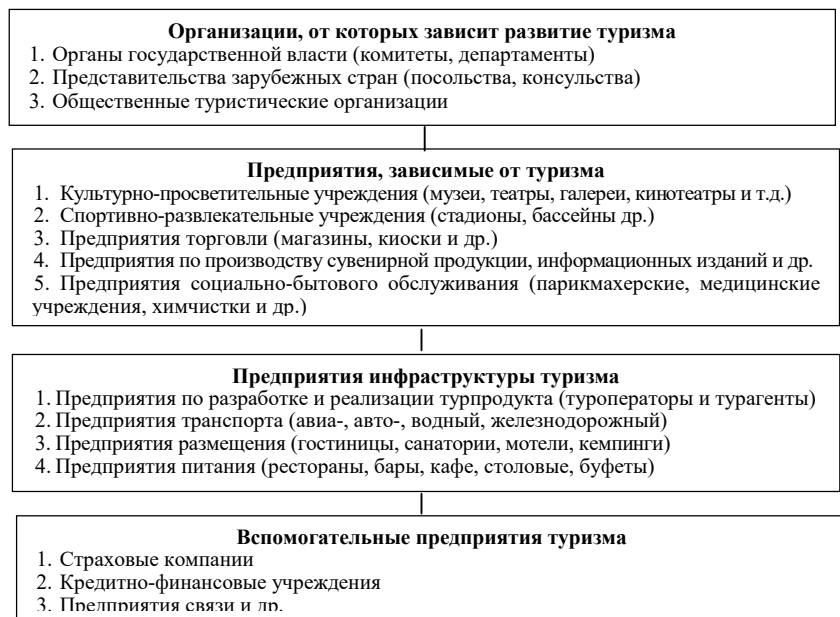 Организации, от которых зависит развитие туризма
1. Органы государственной власти (комитеты, департаменты)
2. Представительства зарубежных стран (посольства, консульства)
3. Общественные туристические организации
Предприятия, зависимые от туризма
1. Культурно-просветительные учреждения (музеи, театры, галереи, кинотеатры и т.д.)
2. Спортивно-развлекательные учреждения (стадионы, бассейны др.)
3. Предприятия торговли (магазины, киоски и др.)
4. Предприятия по производству сувенирной продукции, информационных изданий и др.
5. Предприятия социально-бытового обслуживания (парикмахерские, медицинские
учреждения, химчистки и др.)
Предприятия инфраструктуры туризма
1. Предприятия по разработке и реализации турпродукта (туроператоры и турагенты)
2. Предприятия транспорта (авиа-, авто-, водный, железнодорожный)
3. Предприятия размещения (гостиницы, санатории, мотели, кемпинги)
4. Предприятия питания (рестораны, бары, кафе, столовые, буфеты)
Вспомогательные предприятия туризма
1. Страховые компании
2. Кредитно-финансовые учреждения
3. Предприятия связи и др.